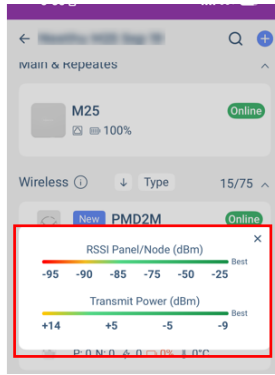 Main & Repeates
M25
Online
100%
Wireless
Type
15/75
New PMD2M
Online
×
RSSI Panel/Node (dBm)
Best
-95 -90 -85 -75 -50 -25
Transmit Power (dBm)
Best
+14 +5 -5 -9
0°C